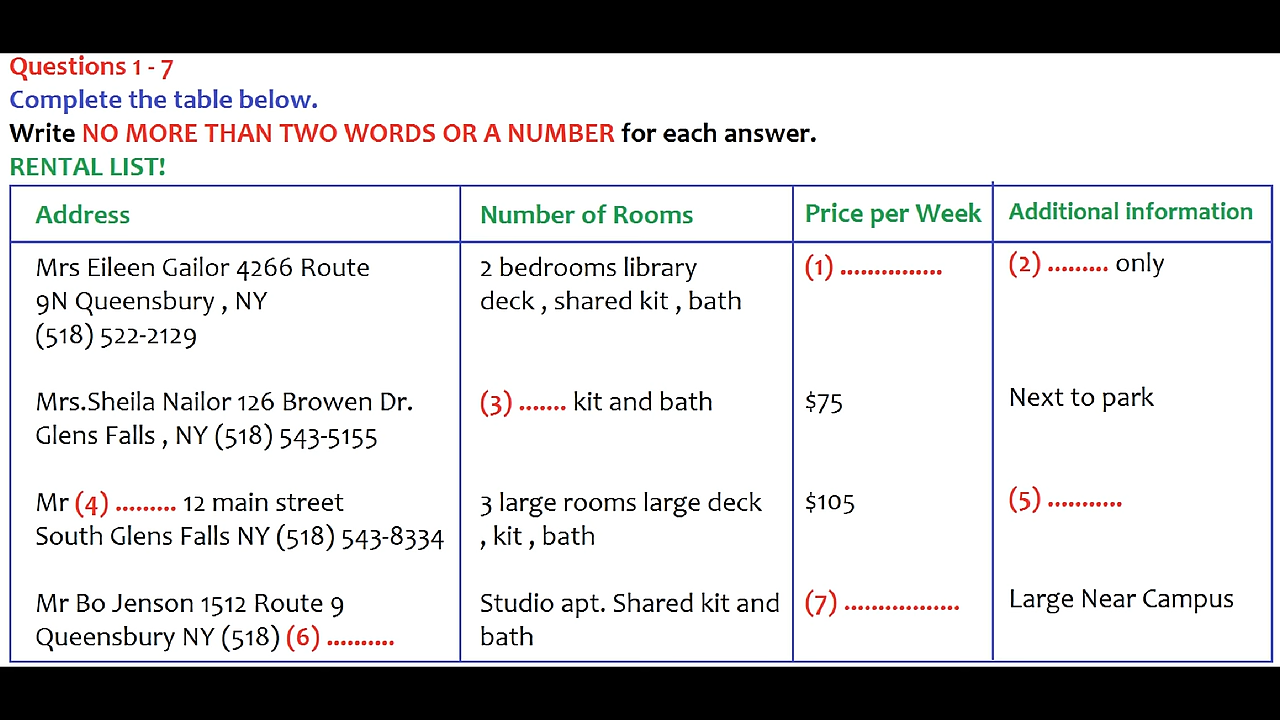 Questions 1 - 7
Complete the table below.
Write NO MORE THAN TWO WORDS OR A NUMBER for each answer.
RENTAL LIST!
Address Number of Rooms Price per Week Additional information
Mrs Eileen Gailor 4266 Route 2 bedrooms library (1) ............... (2) ......... only
9N Queensbury , NY deck , shared kit , bath
(518) 522-2129
Mrs.Sheila Nailor 126 Browen Dr. (3) ....... kit and bath $75 Next to park
Glens Falls , NY (518) 543-5155
Mr (4) ......... 12 main street 3 large rooms large deck $105 (5) ...........
South Glens Falls NY (518) 543-8334 , kit , bath
Mr Bo Jenson 1512 Route 9 Studio apt. Shared kit and (7) ................. Large Near Campus
Queensbury NY (518) (6) .......... bath